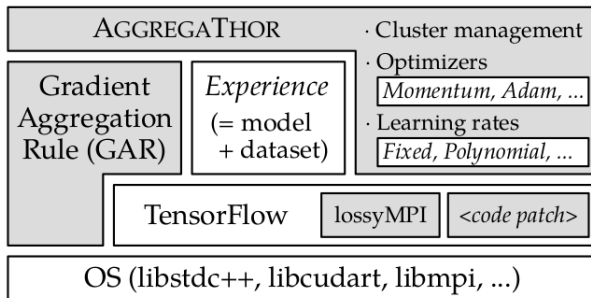 AGGREGATHOR
· Cluster management
· Optimizers
Momentum, Adam, ...
· Learning rates
Fixed, Polynomial, ...
Gradient
Aggregation
Rule (GAR)
Experience
(= model
+ dataset)
TensorFlow
lossyMPI
<code patch>
OS (libstdc++, libcudart, libmpi, ...)